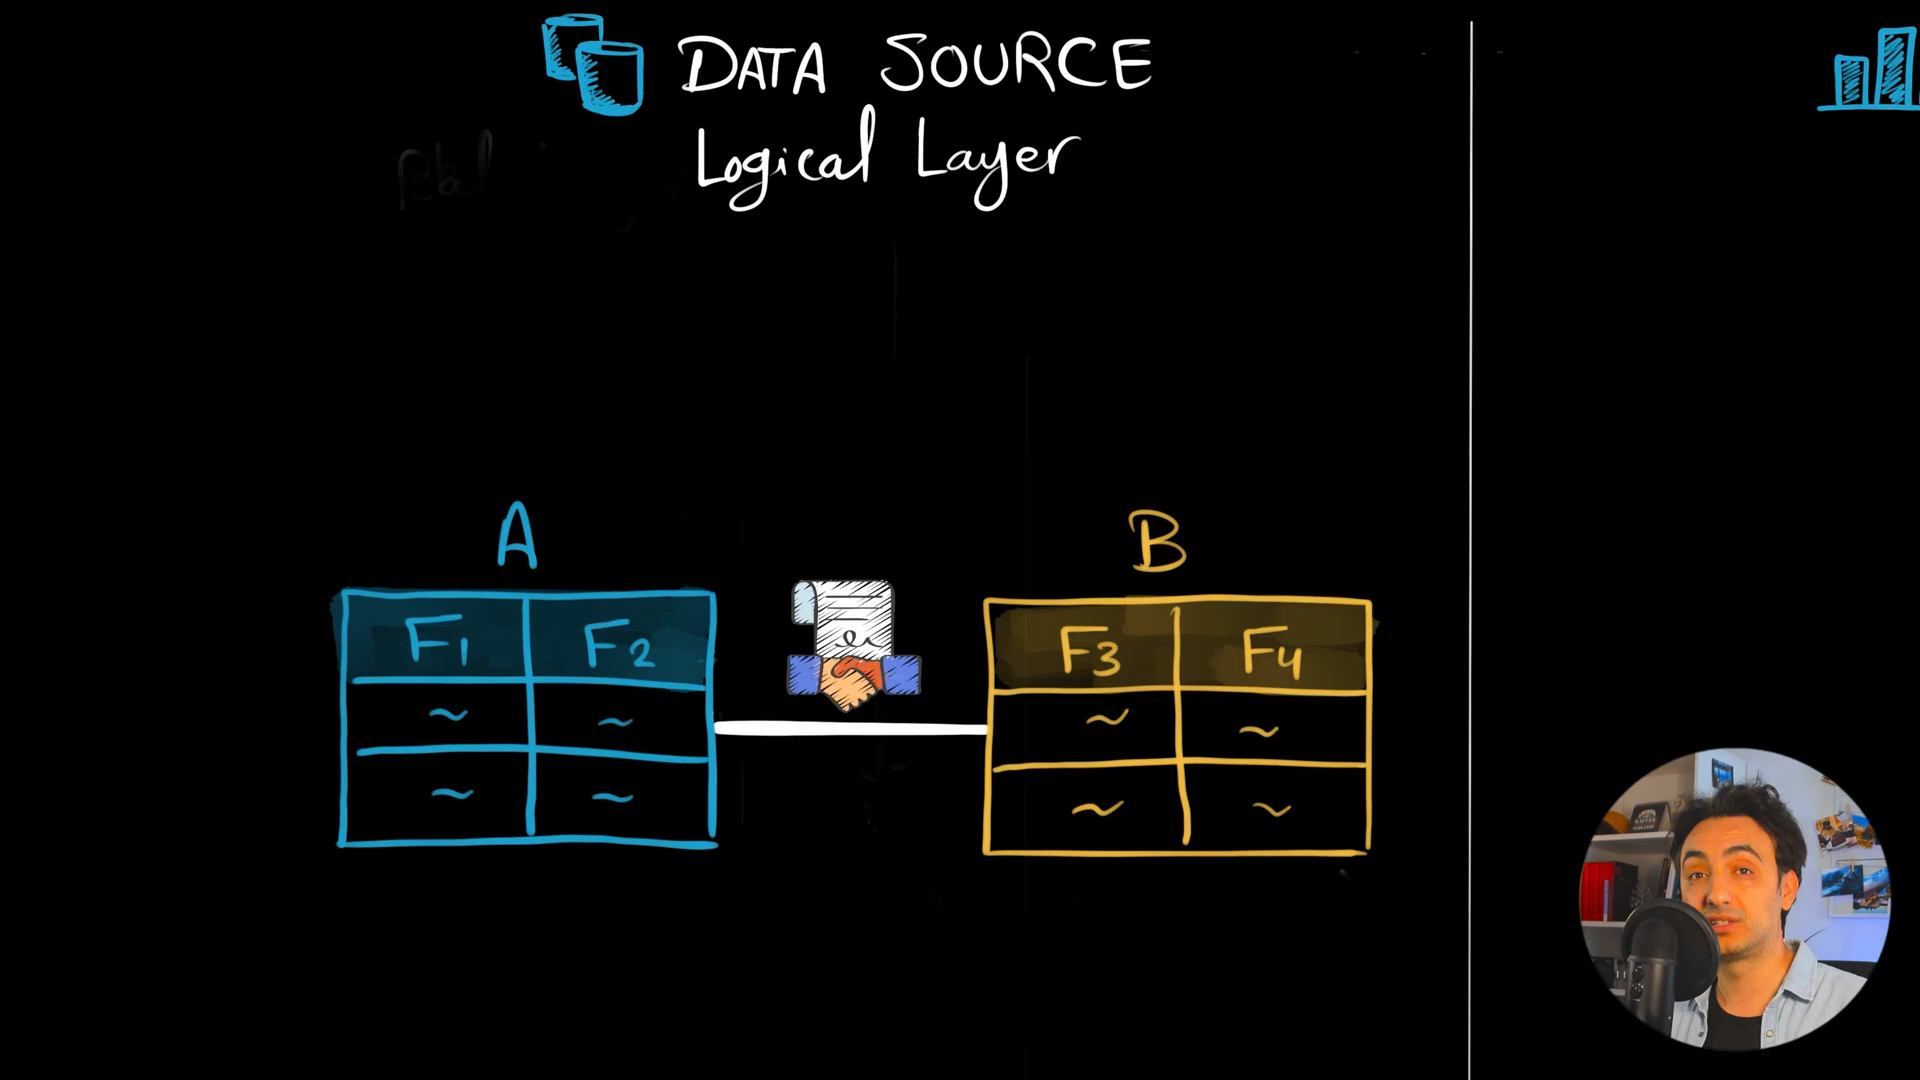 DATA SOURCE
Logical Layer
A
B
F1 F2
F3 F4
~ ~
~ ~
~ ~
~ ~